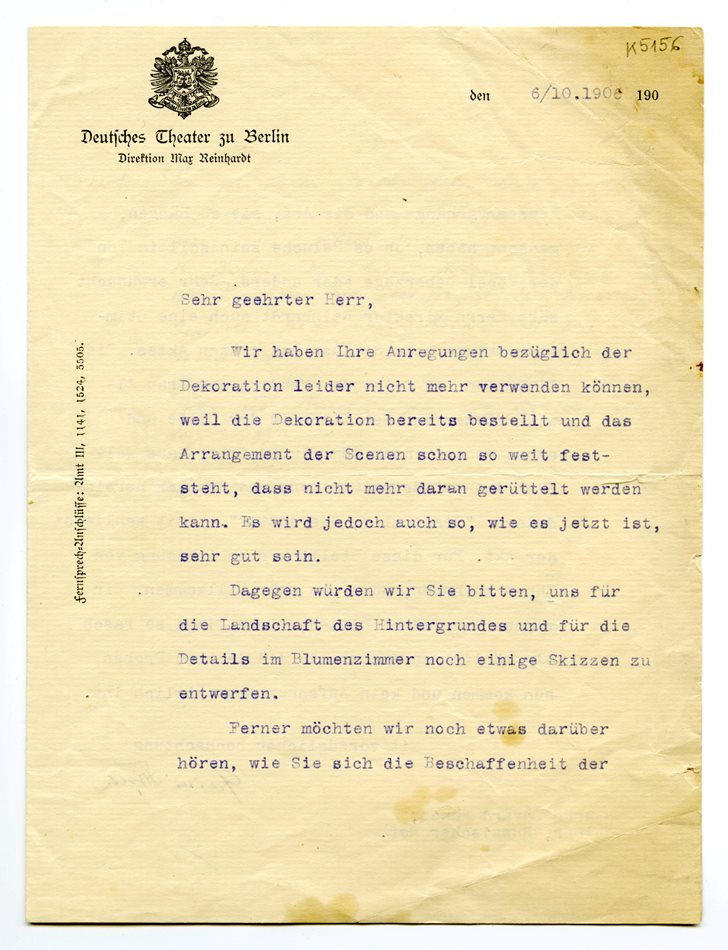 K5156
den 6/10.1906 190
Deutsches Theater zu Berlin
Direktion Max Reinhardt
Fernsprech-Anschlüsse: Amt III, 1141, 1524, 5505.
Sehr geehrter Herr,
Wir haben Ihre Anregungen bezüglich der
Dekoration leider nicht mehr verwenden können,
weil die Dekoration bereits bestellt und das
Arrangement der Scenen schon so weit fest-
steht, dass nicht mehr daran gerüttelt werden
kann. Es wird jedoch auch so, wie es jetzt ist,
sehr gut sein.
Dagegen würden wir Sie bitten, uns für
die Landschaft des Hintergrundes und für die
Details im Blumenzimmer noch einige Skizzen zu
entwerfen.
Ferner möchten wir noch etwas darüber
hören, wie Sie sich die Beschaffenheit der